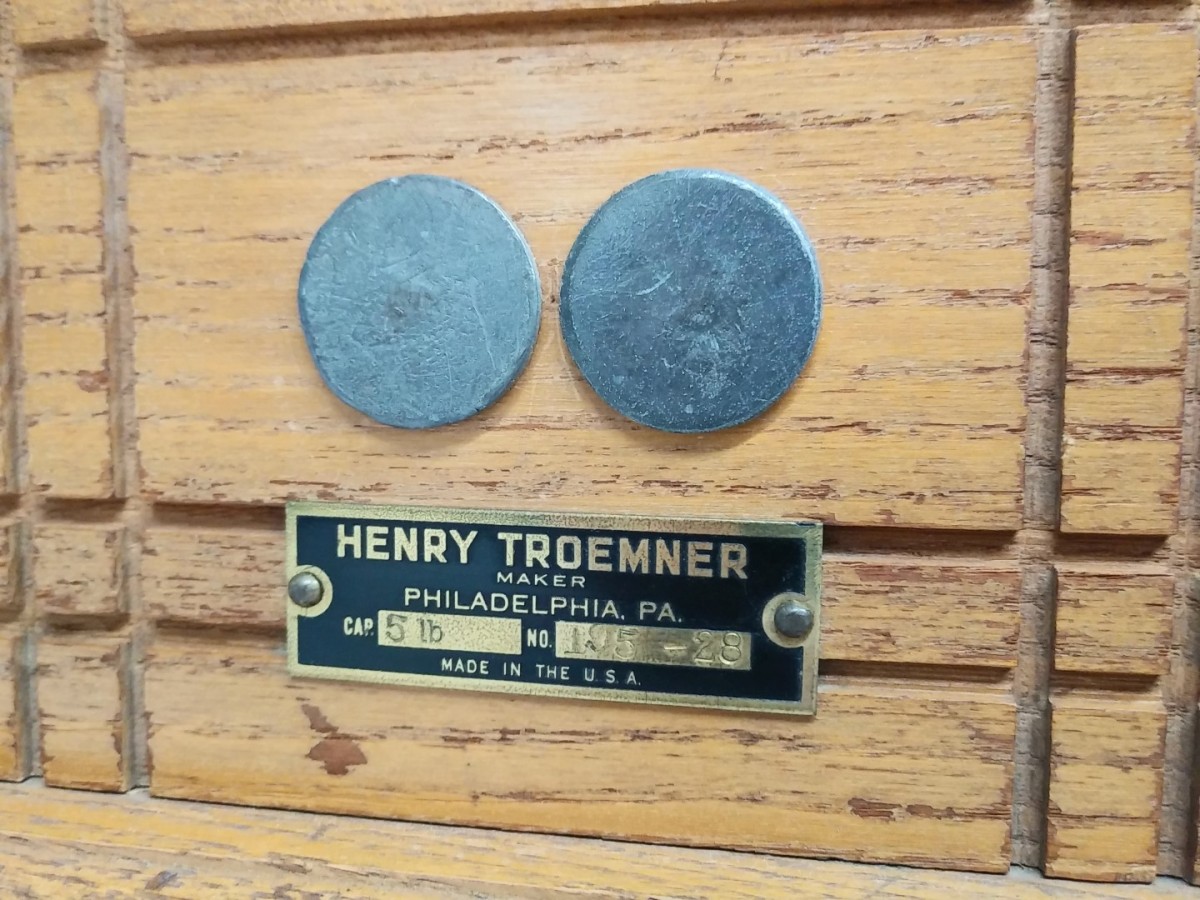 HENRY TROEMNER
MAKER
PHILADELPHIA, PA.
CAP. 5 lb NO. 195-28
MADE IN THE U.S.A.